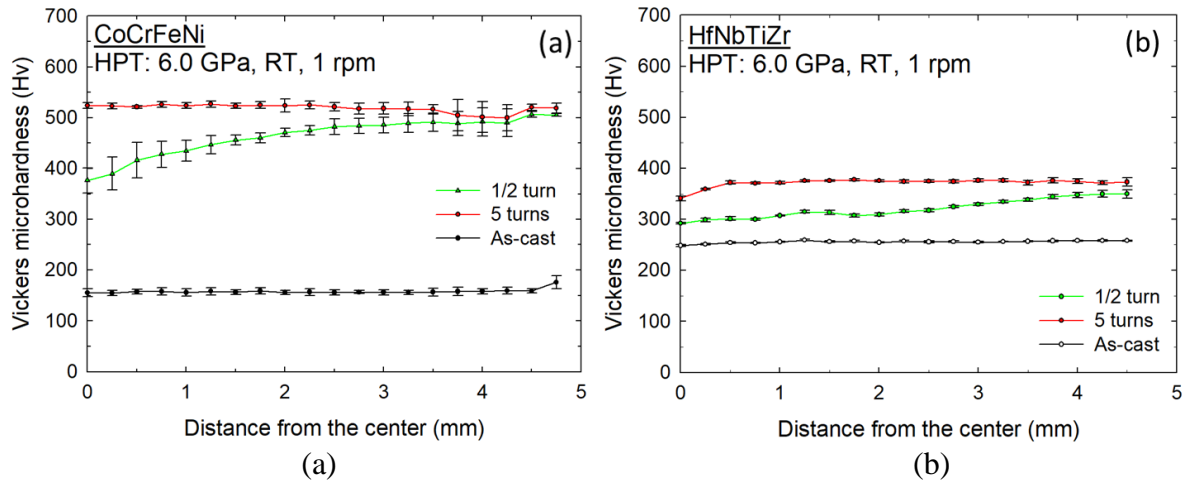 CoCrFeNi
(a)
HPT: 6.0 GPa, RT, 1 rpm
Vickers microhardness (Hv)
700
600
500
400
300
200
100
0
1/2 turn
5 turns
As-cast
0 1 2 3 4 5
Distance from the center (mm)
(a)
HfNbTiZr
(b)
HPT: 6.0 GPa, RT, 1 rpm
Vickers microhardness (Hv)
700
600
500
400
300
200
100
0
1/2 turn
5 turns
As-cast
0 1 2 3 4 5
Distance from the center (mm)
(b)